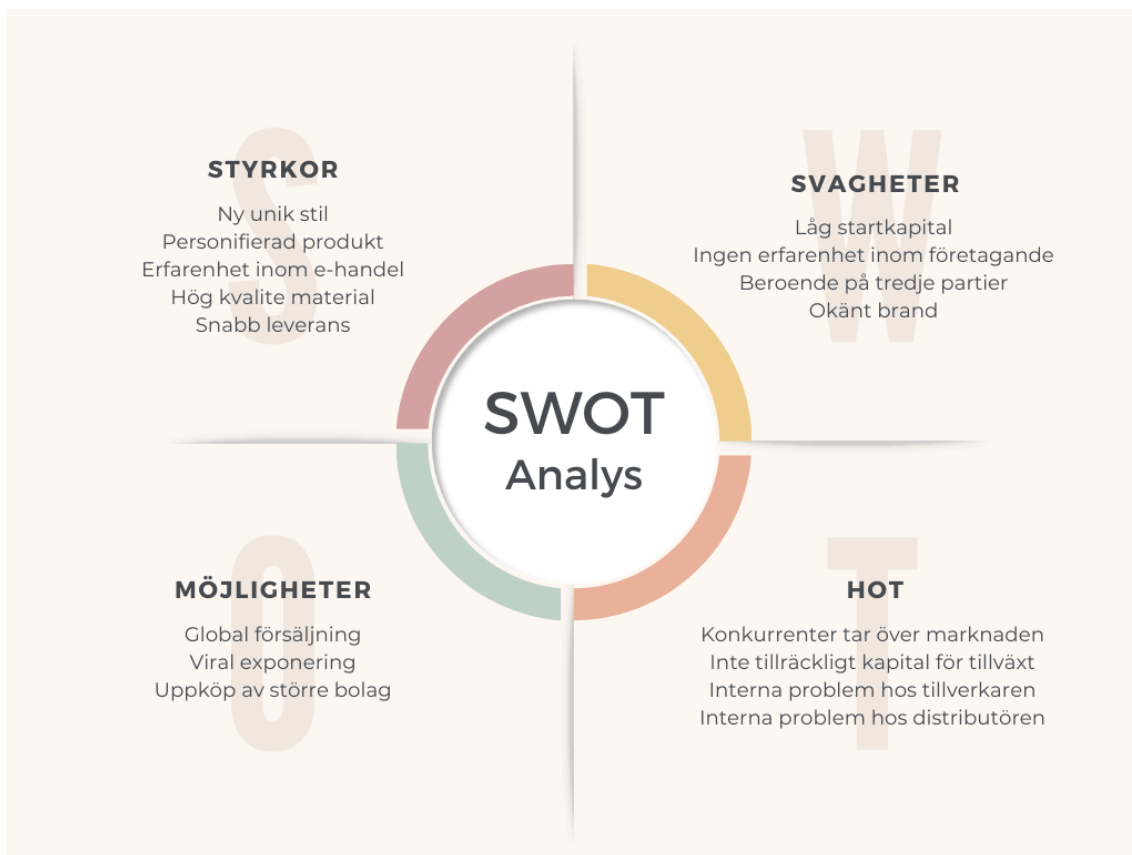 S
STYRKOR
Ny unik stil
Personifierad produkt
Erfarenhet inom e-handel
Hög kvalite material
Snabb leverans
W
SVAGHETER
Låg startkapital
Ingen erfarenhet inom företagande
Beroende på tredje partier
Okänt brand
SWOT
Analys
O
MÖJLIGHETER
Global försäljning
Viral exponering
Uppköp av större bolag
T
HOT
Konkurrenter tar över marknaden
Inte tillräckligt kapital för tillväxt
Interna problem hos tillverkaren
Interna problem hos distributören